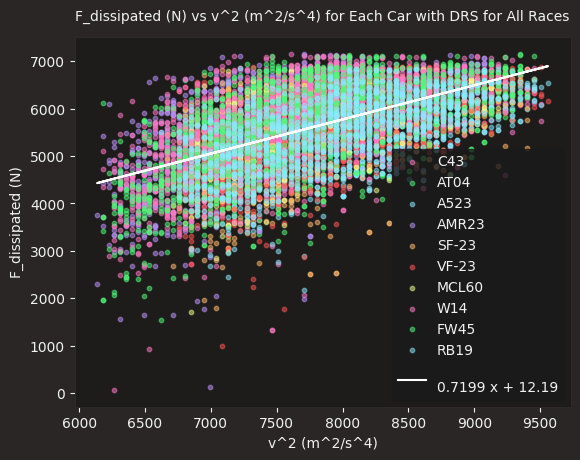 F_dissipated (N) vs v^2 (m^2/s^4) for Each Car with DRS for All Races
7000
6000
5000
4000
3000
2000
1000
0
F_dissipated (N)
C43
AT04
A523
AMR23
SF-23
VF-23
MCL60
W14
FW45
RB19
0.7199 x + 12.19
6000 6500 7000 7500 8000 8500 9000 9500
v^2 (m^2/s^4)